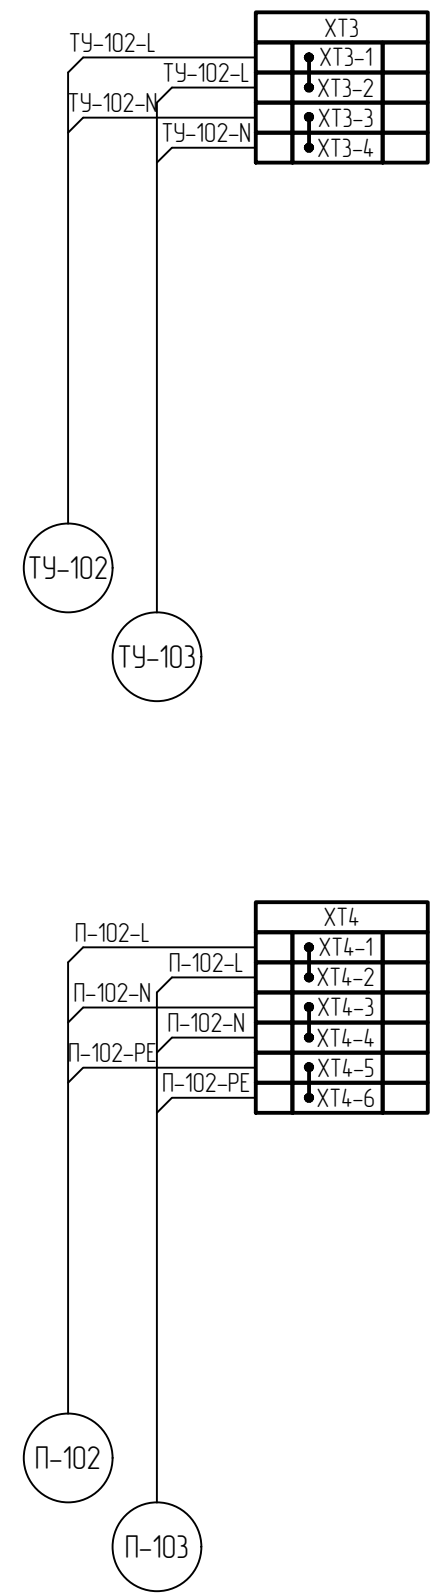 ХТ3
ТУ-102-L
ХТ3-1
ТУ-102-L
ХТ3-2
ТУ-102-N
ХТ3-3
ТУ-102-N
ХТ3-4
ТУ-102
ТУ-103
ХТ4
П-102-L
ХТ4-1
П-102-L
ХТ4-2
П-102-N
ХТ4-3
П-102-N
ХТ4-4
П-102-PE
ХТ4-5
П-102-PE
ХТ4-6
П-102
П-103